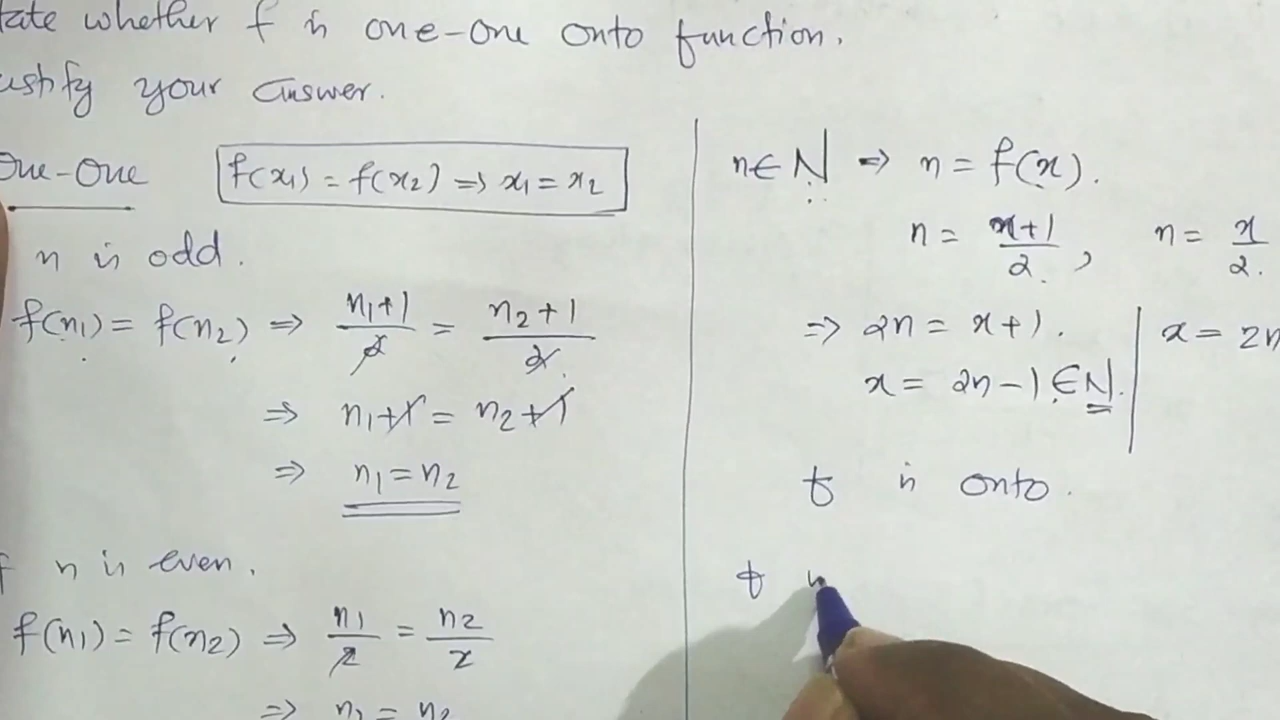 tate whether f is one-one onto function.
ustify your answer.
One-One f(x₁) = f(x₂) ⇒ x₁ = x₂
n is odd.
f(n₁) = f(n₂) ⇒ n₁+1/2 = n₂+1/2
⇒ n₁+1 = n₂+1
⇒ n₁ = n₂
f n is even.
f(n₁) = f(n₂) ⇒ n₁/2 = n₂/2
⇒ n₁ = n₂
n∈N ⇒ n = f(x).
n = x+1/2, n = x/2.
⇒ 2n = x+1. x = 2n
x = 2n-1 ∈ N.
f is onto.
f